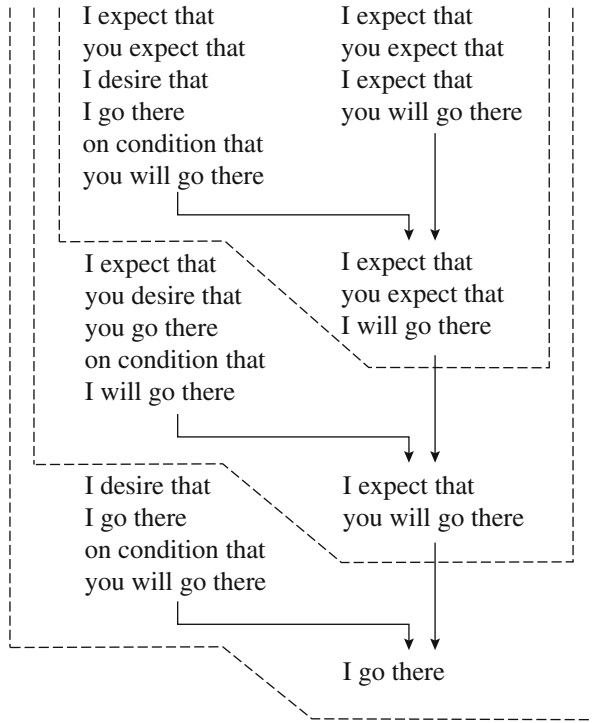 I expect that
you expect that
I desire that
I go there
on condition that
you will go there
I expect that
you expect that
I expect that
you will go there
I expect that
you desire that
you go there
on condition that
I will go there
I expect that
you expect that
I will go there
I desire that
I go there
on condition that
you will go there
I expect that
you will go there
I go there